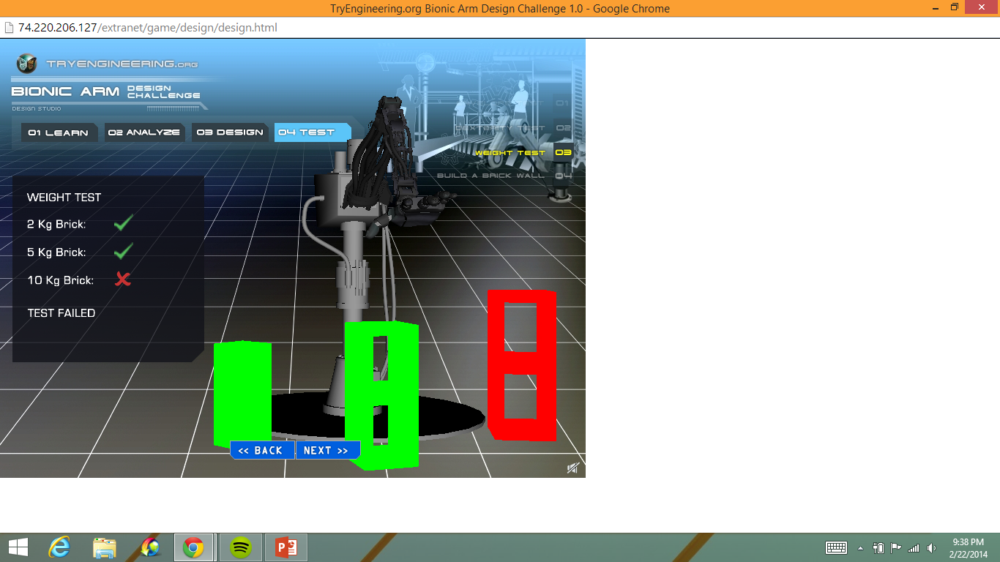 TryEngineering.org Bionic Arm Design Challenge 1.0 - Google Chrome
74.220.206.127/extranet/game/design/design.html
TRYENGINEERING.ORG
BIONIC ARM DESIGN CHALLENGE
DESIGN STUDIO
01 LEARN 02 ANALYZE 03 DESIGN 04 TEST
01
DEXTERITY TEST 02
WEIGHT TEST 03
BUILD A BRICK WALL 04
WEIGHT TEST
2 Kg Brick:
5 Kg Brick:
10 Kg Brick:
TEST FAILED
<< BACK NEXT >>
9:38 PM
2/22/2014